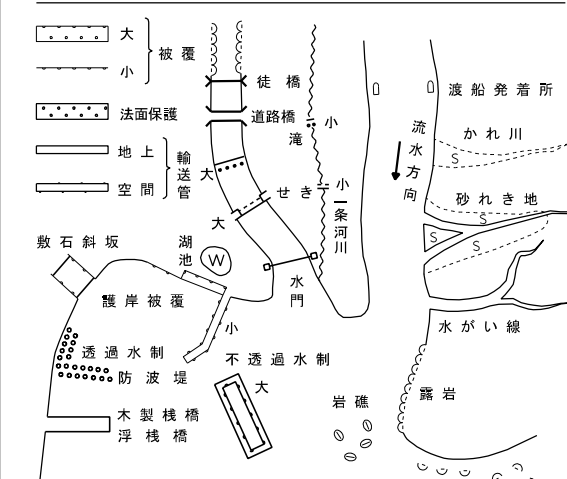 大
小
被覆
法面保護
地上
空間
輸送管
徒橋
道路橋
大
小
滝
せき
小
大
一条河川
流水方向
渡船発着所
かれ川
S
砂れき地
S
S
S
敷石斜坂
湖池
W
水門
護岸被覆
小
水がい線
透過水制
不透過水制
防波堤
大
岩礁
露岩
木製桟橋
浮桟橋